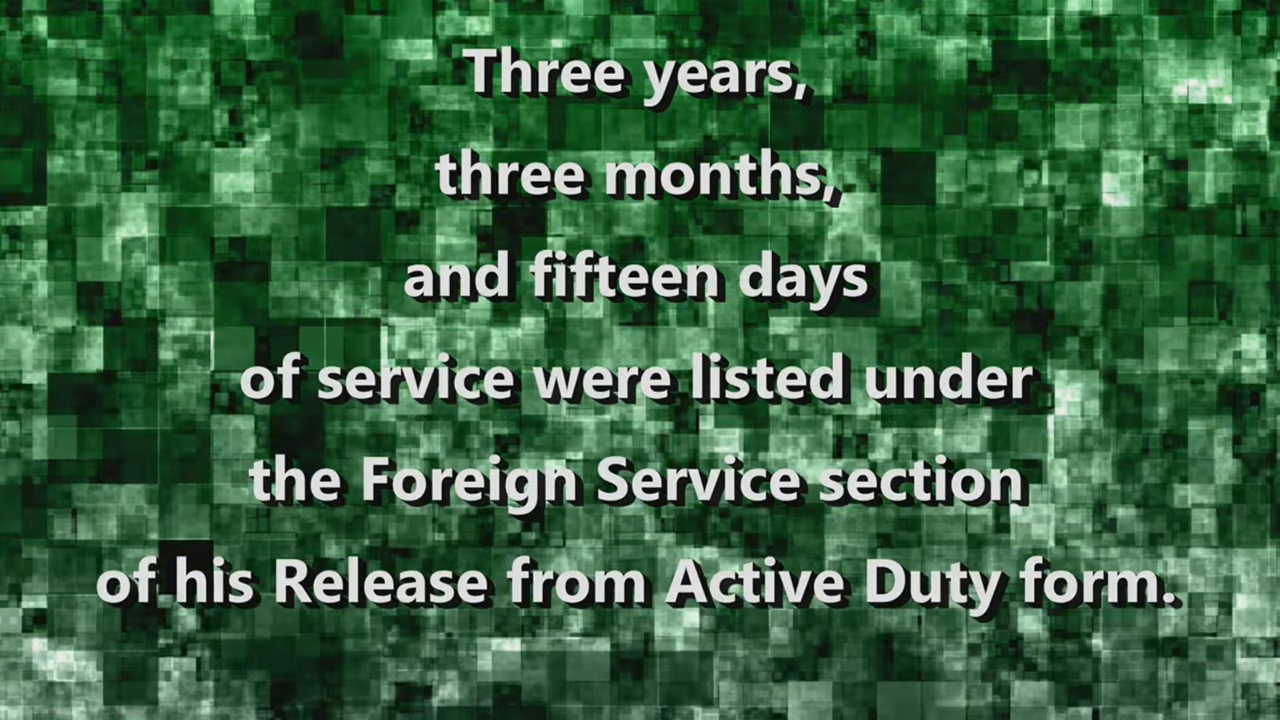 Three years,
three months,
and fifteen days
of service were listed under
the Foreign Service section
of his Release from Active Duty form.